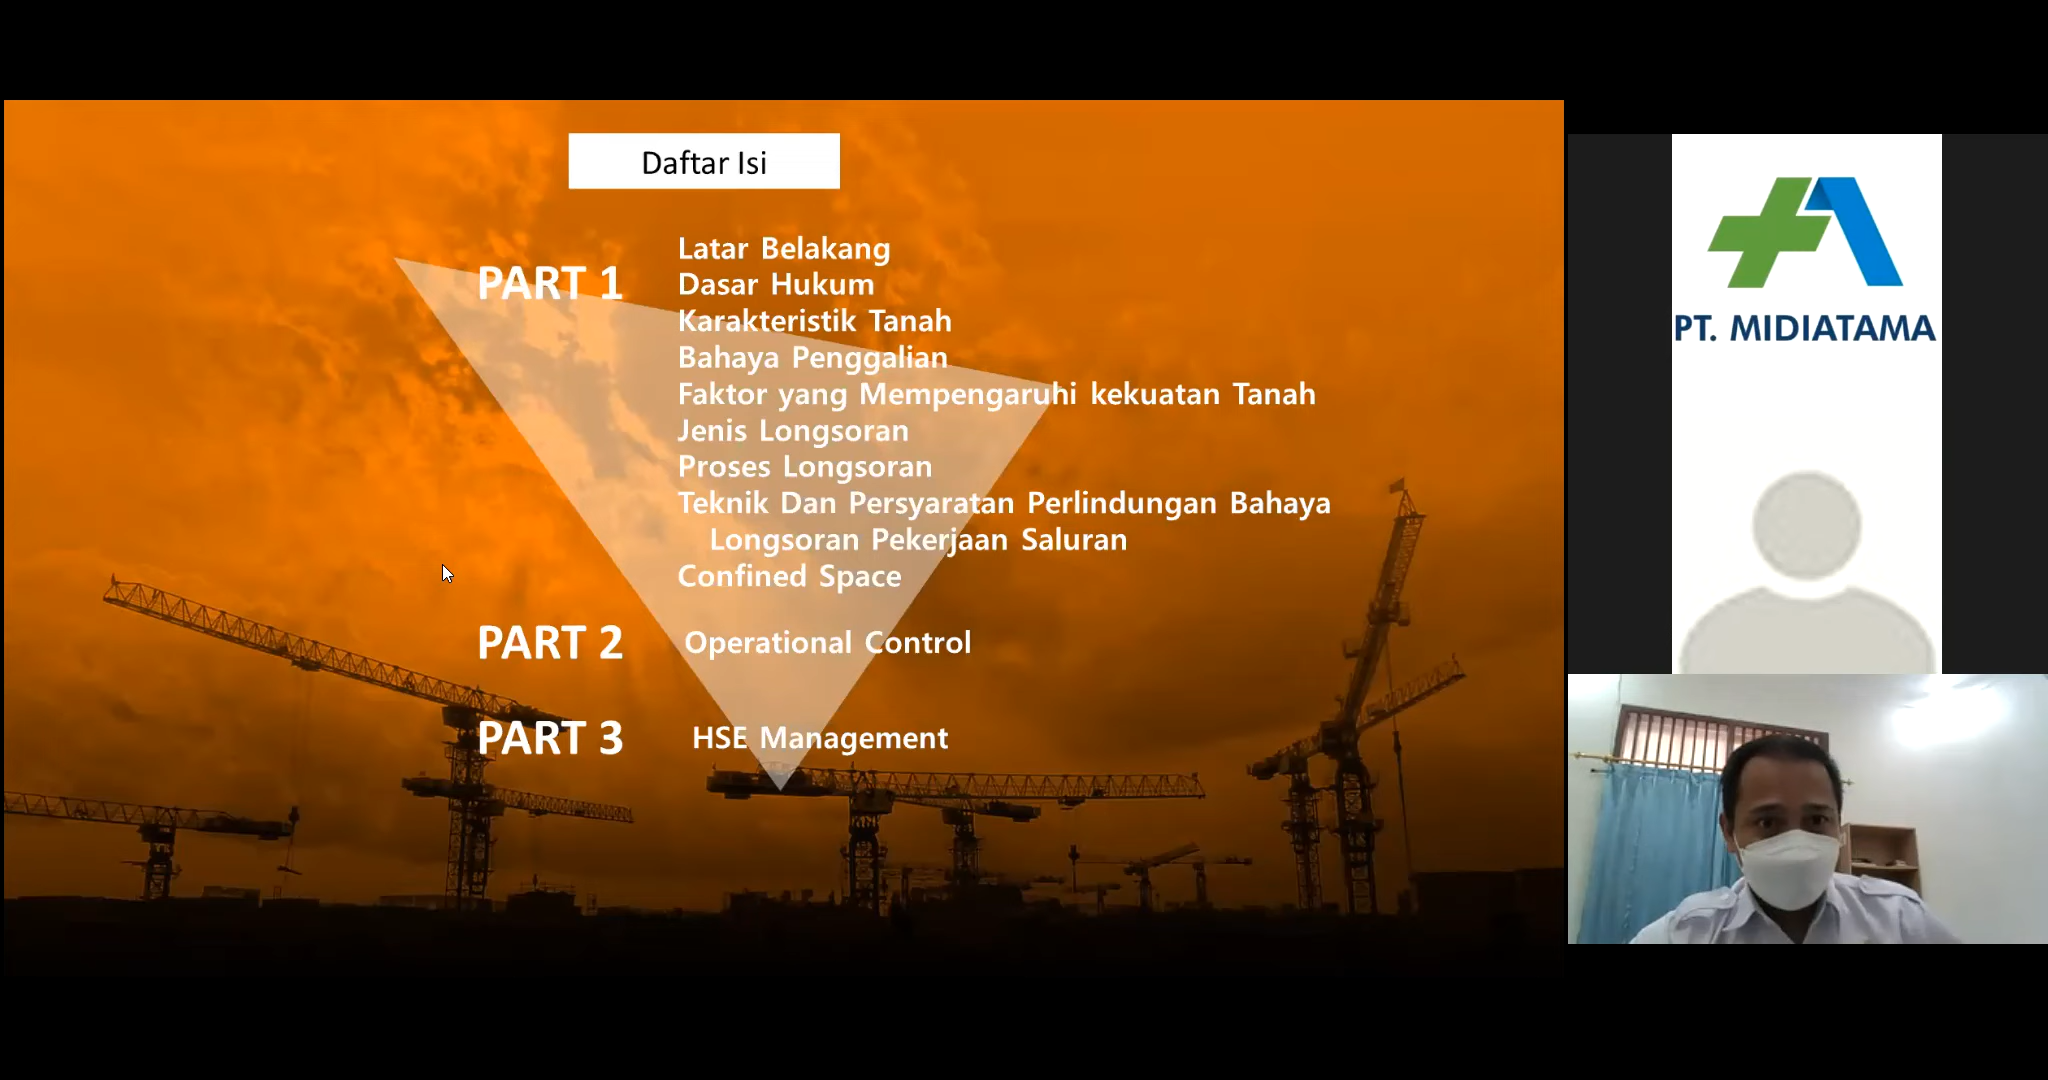 Daftar Isi
PART 1
Latar Belakang
Dasar Hukum
Karakteristik Tanah
Bahaya Penggalian
Faktor yang Mempengaruhi kekuatan Tanah
Jenis Longsoran
Proses Longsoran
Teknik Dan Persyaratan Perlindungan Bahaya
Longsoran Pekerjaan Saluran
Confined Space
PART 2
Operational Control
PART 3
HSE Management
PT. MIDIATAMA